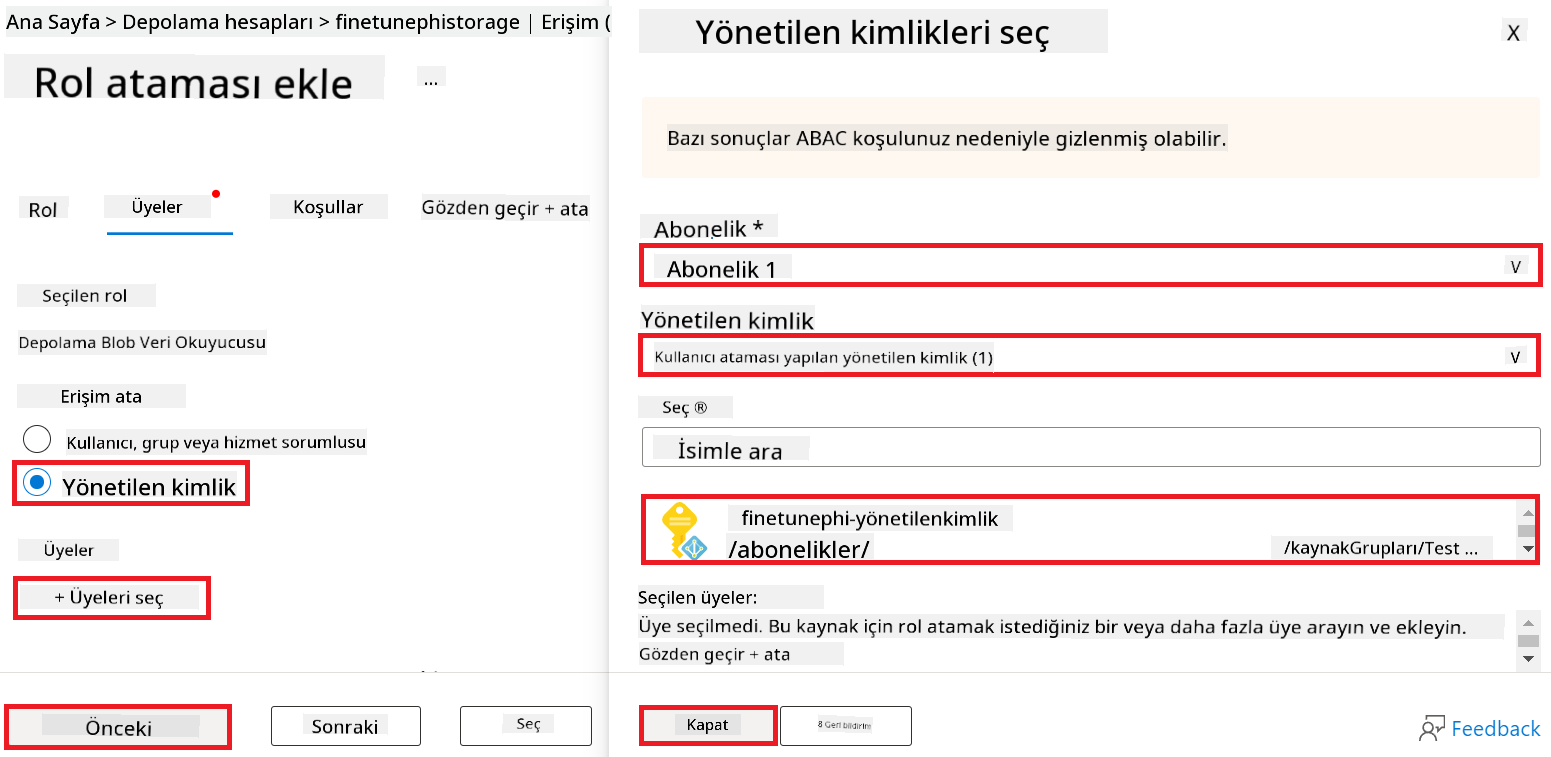 Ana Sayfa > Depolama hesapları > finetunephistorage | Erişim (
Rol ataması ekle
...
Rol
Üyeler
Koşullar
Gözden geçir + ata
Seçilen rol
Depolama Blob Veri Okuyucusu
Erişim ata
Kullanıcı, grup veya hizmet sorumlusu
Yönetilen kimlik
Üyeler
+ Üyeleri seç
Önceki
Sonraki
Seç
Yönetilen kimlikleri seç
X
Bazı sonuçlar ABAC koşulunuz nedeniyle gizlenmiş olabilir.
Abonelik *
Abonelik 1
V
Yönetilen kimlik
Kullanıcı ataması yapılan yönetilen kimlik (1)
V
Seç ®
İsimle ara
finetunephi-yönetilenkimlik
/abonelikler/
/kaynakGrupları/Test ...
Seçilen üyeler:
Üye seçilmedi. Bu kaynak için rol atamak istediğiniz bir veya daha fazla üye arayın ve ekleyin.
Gözden geçir + ata
Kapat
8 Geri bildirim
Feedback